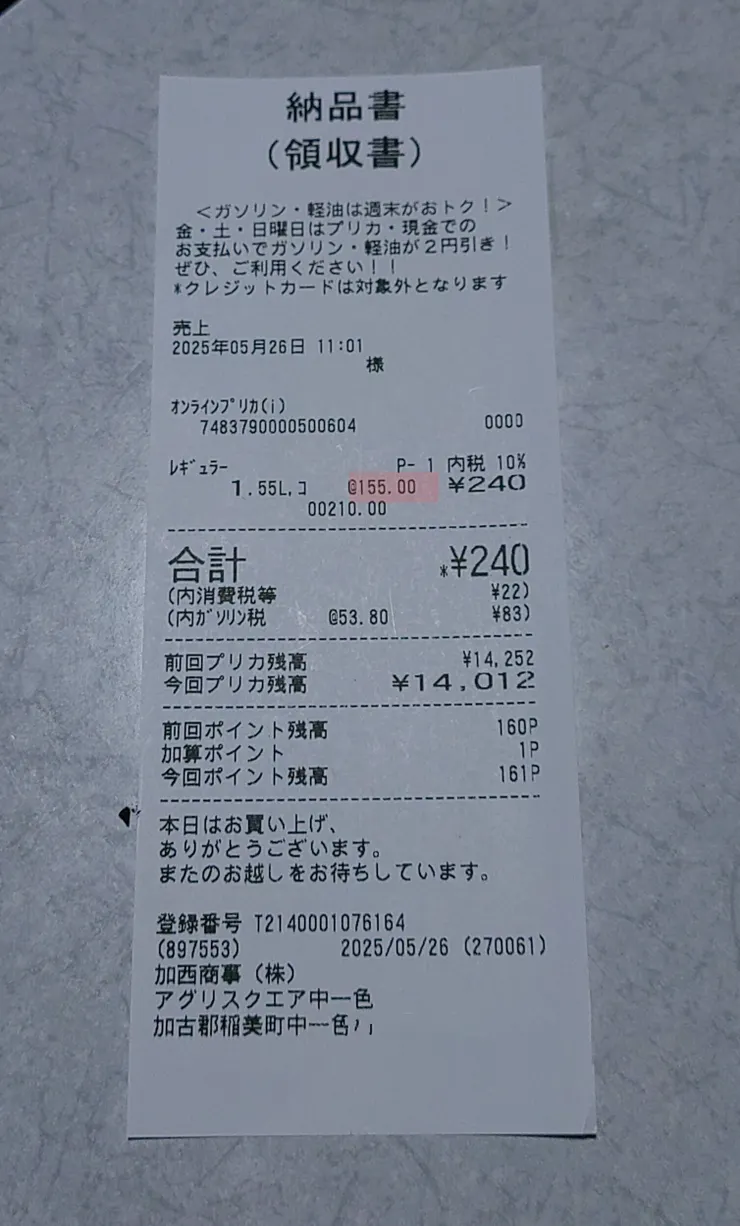 納品書
(領収書)
<ガソリン・軽油は週末がおトク!>
金・土・日曜日はプリカ・現金での
お支払いでガソリン・軽油が2円引き!
ぜひ、ご利用ください!!
*クレジットカードは対象外となります
売上
2025年05月26日 11:01
様
オンラインプリカ(i)
7483790000500604 0000
レギュラー P- 1 内税 10%
1.55L,コ @155.00 ¥240
00210.00
合計 *¥240
(内消費税等 ¥22)
(内ガソリン税 @53.80 ¥83)
前回プリカ残高 ¥14,252
今回プリカ残高 ¥14,012
前回ポイント残高 160P
加算ポイント 1P
今回ポイント残高 161P
本日はお買い上げ、
ありがとうございます。
またのお越しをお待ちしています。
登録番号 T2140001076164
(897553) 2025/05/26 (270061)
加西商事(株)
アグリスクエア中一色
加古郡稲美町中一色